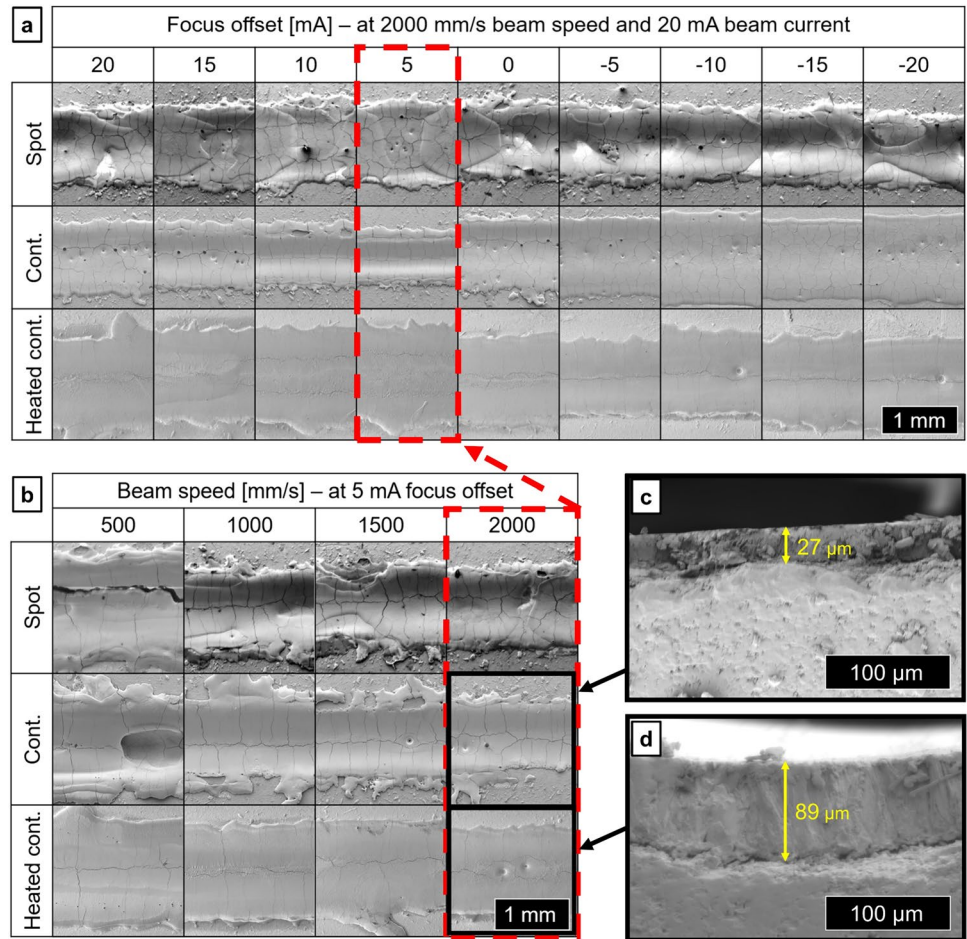 a
Focus offset [mA] – at 2000 mm/s beam speed and 20 mA beam current
20 15 10 5 0 -5 -10 -15 -20
Spot
Cont.
Heated cont.
1 mm
b
Beam speed [mm/s] – at 5 mA focus offset
500 1000 1500 2000
Spot
Cont.
Heated cont.
1 mm
c
27 µm
100 µm
d
89 µm
100 µm